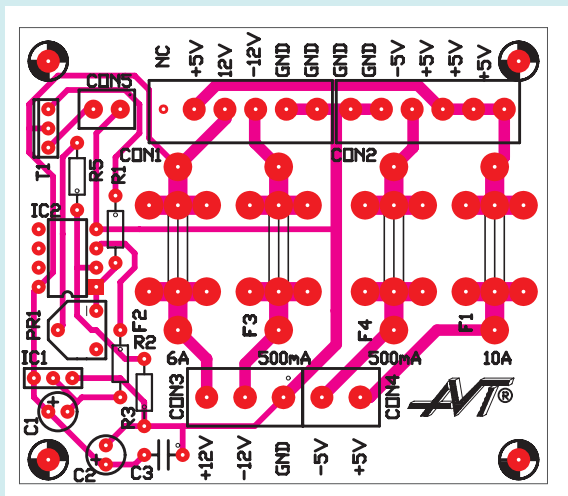 NC +5V 12V -12V GND GND GND GND -5V +5V +5V +5V
CON5
CON1 CON2
T1 R5 R1
IC2
PR1 F2 F3 F4 F1
R2
6A 500mA 500mA 10A
IC1
CON3 CON4
AVT®
C1 R3
+12V -12V GND -5V +5V
C2 C3